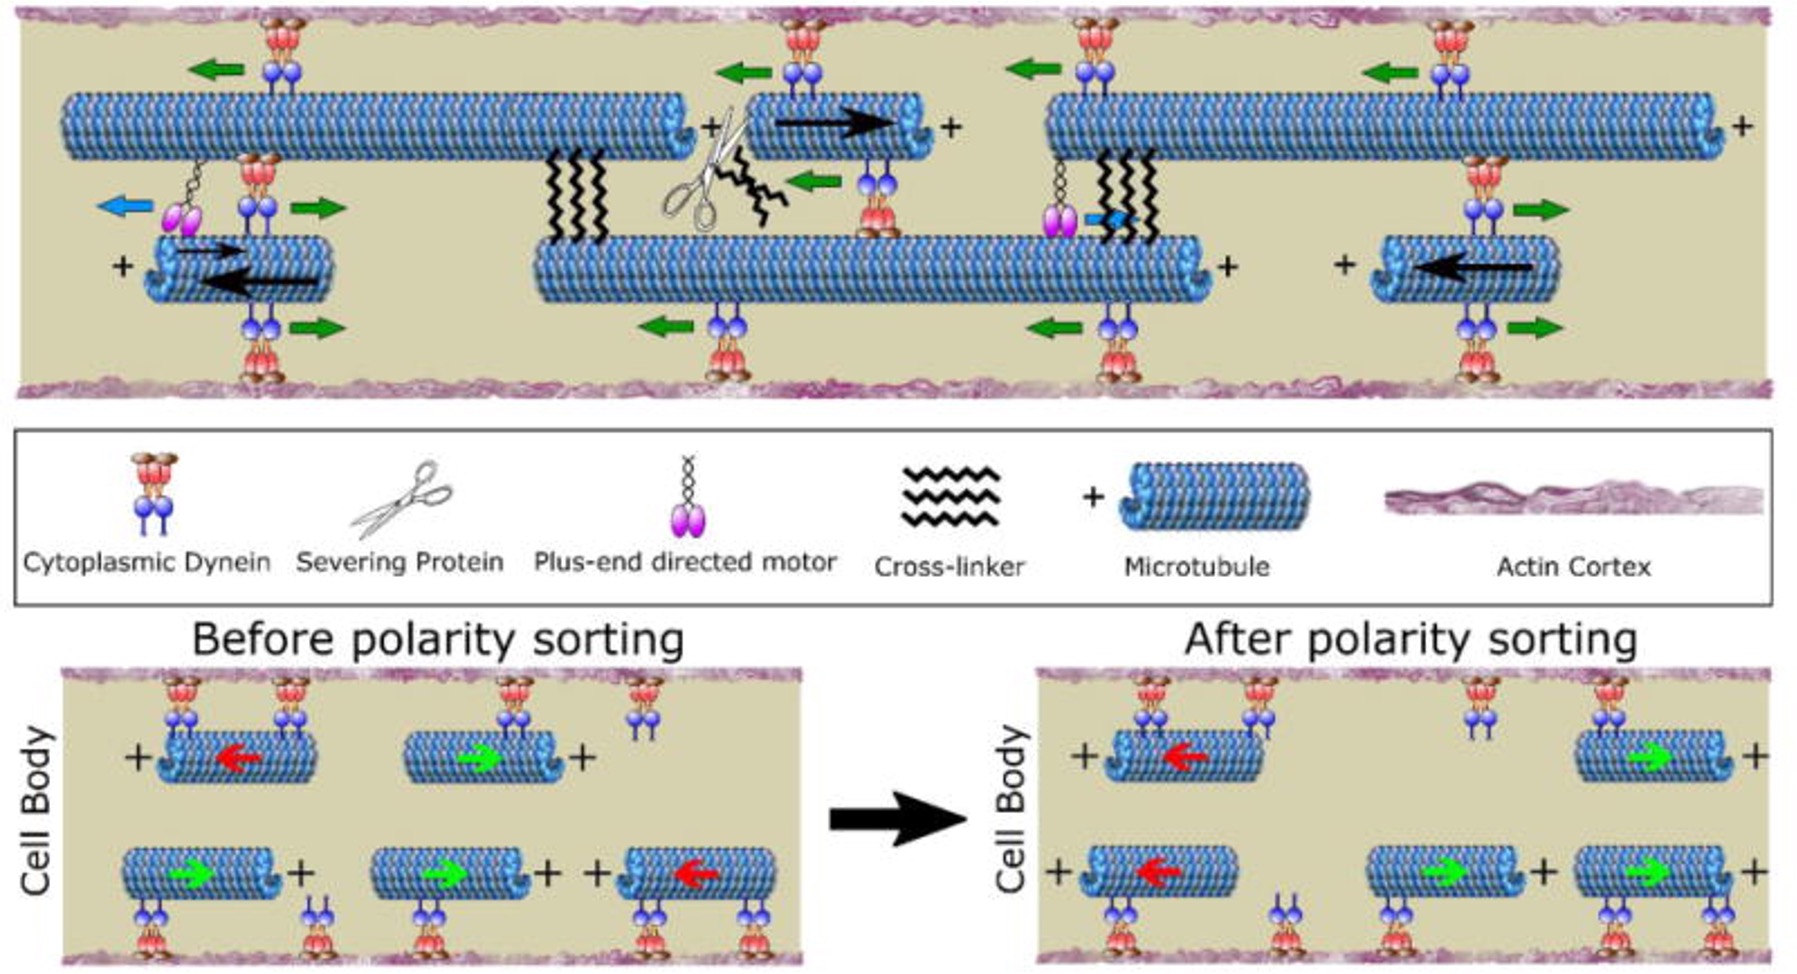 + + +
+ + +
+
Cytoplasmic Dynein Severing Protein Plus-end directed motor Cross-linker Microtubule Actin Cortex
Before polarity sorting
After polarity sorting
Cell Body
+ +
+ + +
Cell Body
+ +
+ + +